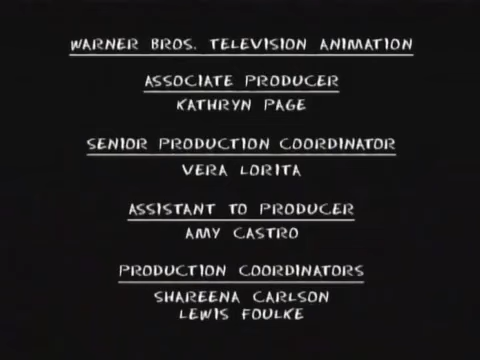 WARNER BROS. TELEVISION ANIMATION
ASSOCIATE PRODUCER
KATHRYN PAGE
SENIOR PRODUCTION COORDINATOR
VERA LORITA
ASSISTANT TO PRODUCER
AMY CASTRO
PRODUCTION COORDINATORS
SHAREENA CARLSON
LEWIS FOULKE